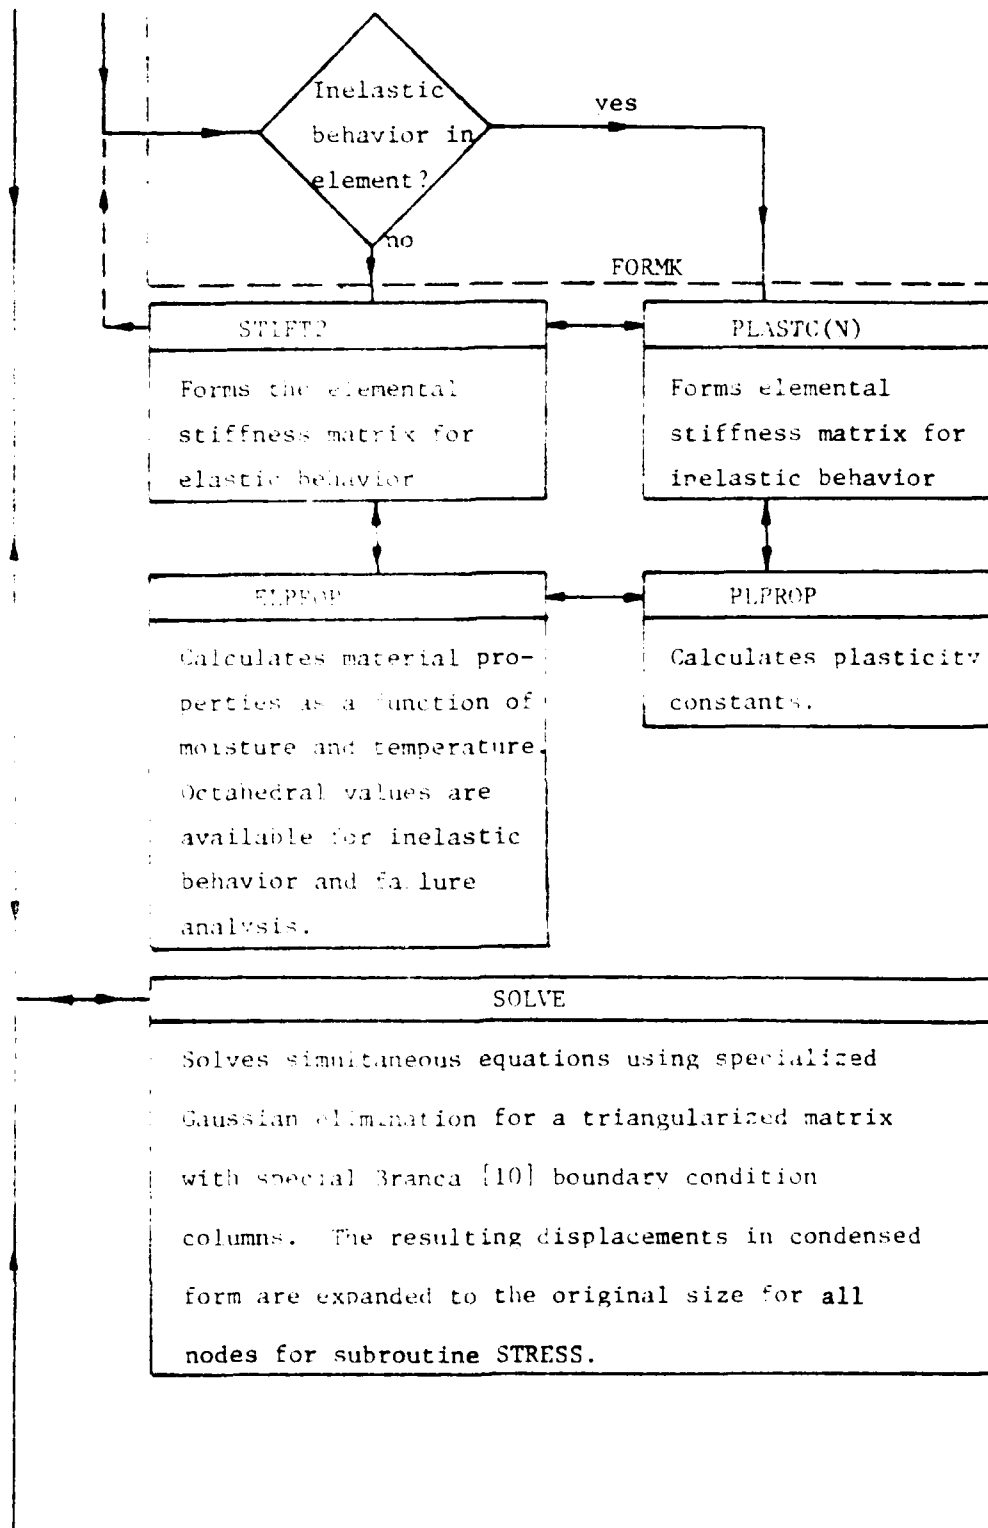 Inelastic
behavior in
element?
yes
no
FORMK
PLASTC(N)
Forms the elemental
stiffness matrix for
elastic behavior
Forms elemental
stiffness matrix for
inelastic behavior
ELPROP
PLPROP
Calculates material pro-
perties as a function of
moisture and temperature.
Octahedral values are
available for inelastic
behavior and failure
analysis.
Calculates plasticity
constants.
SOLVE
Solves simultaneous equations using specialized
Gaussian elimination for a triangularized matrix
with special Branca [10] boundary condition
columns. The resulting displacements in condensed
form are expanded to the original size for all
nodes for subroutine STRESS.